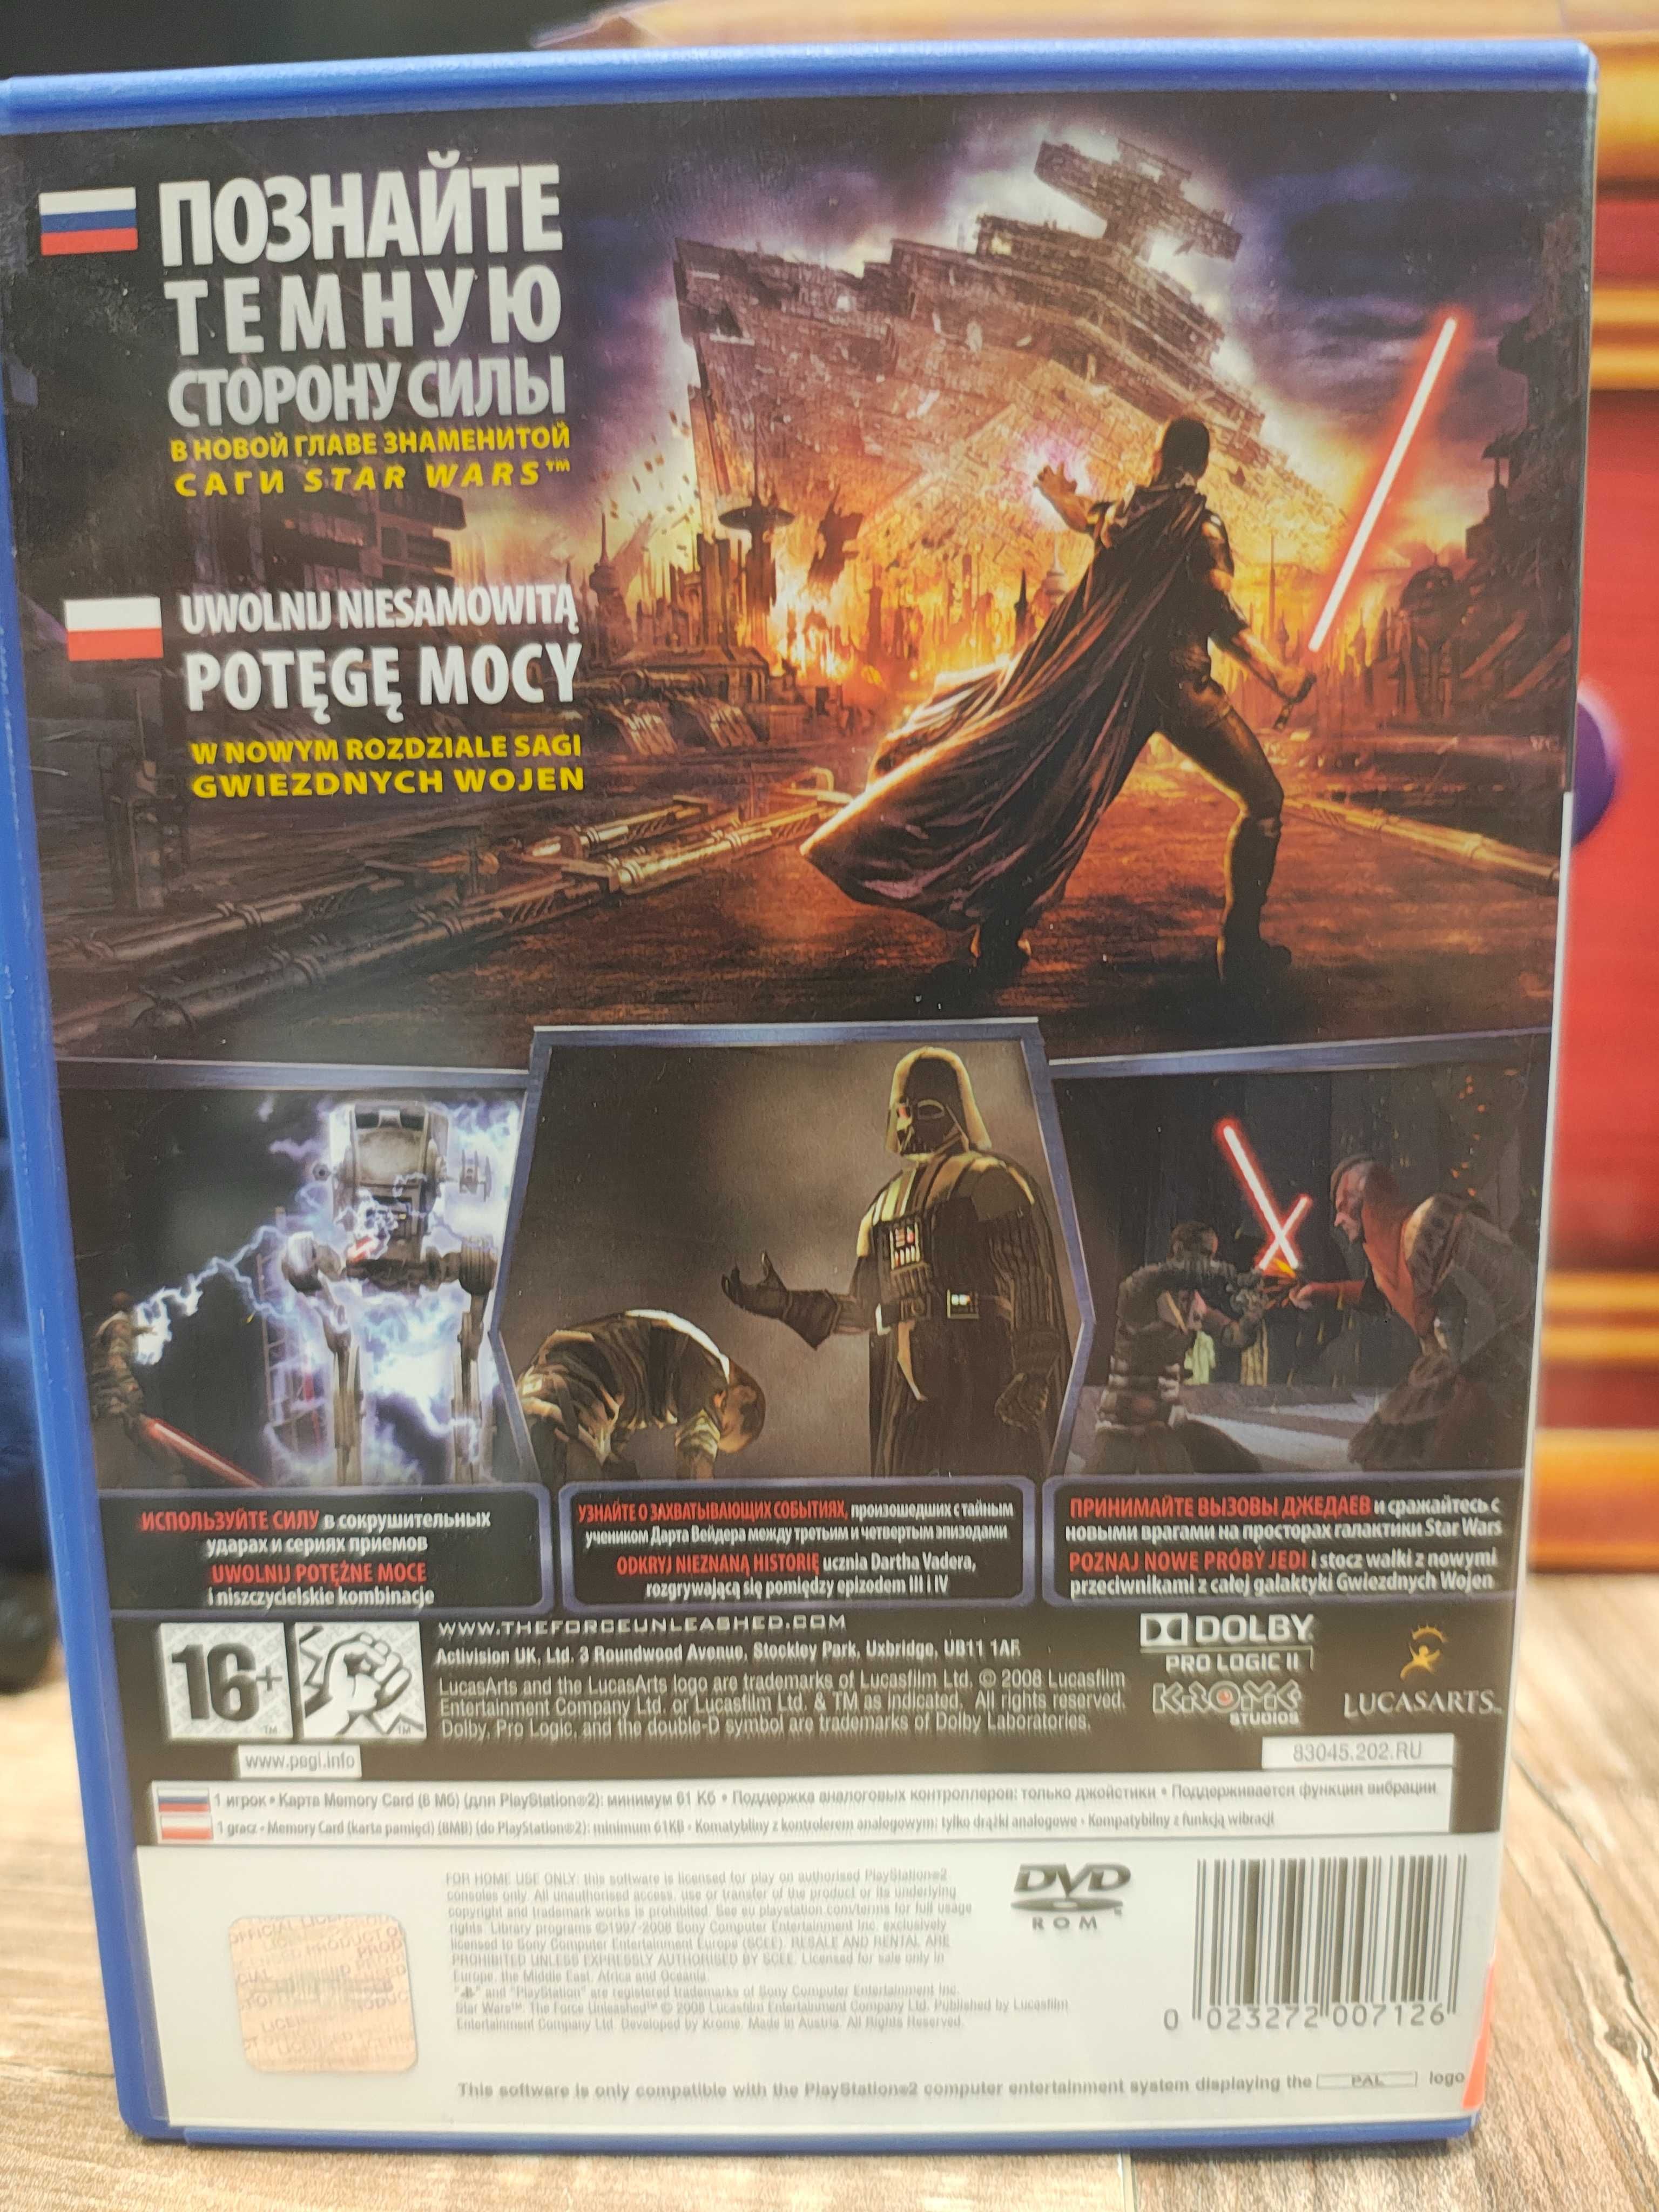 ПОЗНАЙТЕ
ТЕМНУЮ
СТОРОНУ СИЛЫ
В НОВОЙ ГЛАВЕ ЗНАМЕНИТОЙ
САГИ STAR WARS™
UWOLNIJ NIESAMOWITĄ
POTĘGĘ MOCY
W NOWYM ROZDZIALE SAGI
GWIEZDNYCH WOJEN
ИСПОЛЬЗУЙТЕ СИЛУ в сокрушительных
ударах и сериях приемов
UWOLNIJ POTĘŻNE MOCE
i niszczycielskie kombinacje
УЗНАЙТЕ О ЗАХВАТЫВАЮЩИХ СОБЫТИЯХ, произошедших с тайным
учеником Дарта Вейдера между третьим и четвертым эпизодами
ODKRYJ NIEZNANĄ HISTORIĘ ucznia Dartha Vadera,
rozgrywającą się pomiędzy epizodem III i IV
ПРИНИМАЙТЕ ВЫЗОВЫ ДЖЕДАЕВ и сражайтесь с
новыми врагами на просторах галактики Star Wars
POZNAJ NOWE PRÓBY JEDI i stocz walki z nowymi
przeciwnikami z całej galaktyki Gwiezdnych Wojen
16+
™
™
www.pegi.info
WWW.THEFORCEUNLEASHED.COM
Activision UK, Ltd. 3 Roundwood Avenue, Stockley Park, Uxbridge, UB11 1AF.
LucasArts and the LucasArts logo are trademarks of Lucasfilm Ltd. © 2008 Lucasfilm
Entertainment Company Ltd. or Lucasfilm Ltd. & TM as indicated. All rights reserved.
Dolby, Pro Logic, and the double-D symbol are trademarks of Dolby Laboratories.
DOLBY
PRO LOGIC II
KROME
STUDIOS
LUCASARTS™
83045.202.RU
1 игрок • Карта Memory Card (8 Мб) (для PlayStation®2): минимум 61 Кб • Поддержка аналоговых контроллеров: только джойстики • Поддерживается функция вибрации
1 gracz • Memory Card (karta pamięci) (8MB) (do PlayStation®2): minimum 61KB • Komatybliny z kontrolerem analogowym: tylko drążki analogowe • Kompatybilny z funkcją wibracji
FOR HOME USE ONLY: this software is licensed for play on authorised PlayStation®2
consoles only. All unauthorised access, use or transfer of the product or its underlying
copyright and trademark works is prohibited. See eu.playstation.com/terms for full usage
rights. Library programs ©1997-2008 Sony Computer Entertainment Inc. exclusively
licensed to Sony Computer Entertainment Europe (SCEE). RESALE AND RENTAL ARE
PROHIBITED UNLESS EXPRESSLY AUTHORISED BY SCEE. Licensed for sale only in
Europe, the Middle East, Africa and Oceania.
" " and "PlayStation" are registered trademarks of Sony Computer Entertainment Inc.
Star Wars™: The Force Unleashed™ © 2008 Lucasfilm Entertainment Company Ltd. Published by Lucasfilm
Entertainment Company Ltd. Developed by Krome. Made in Austria. All Rights Reserved.
DVD
ROM
0 023272 007126
This software is only compatible with the PlayStation®2 computer entertainment system displaying the PAL logo